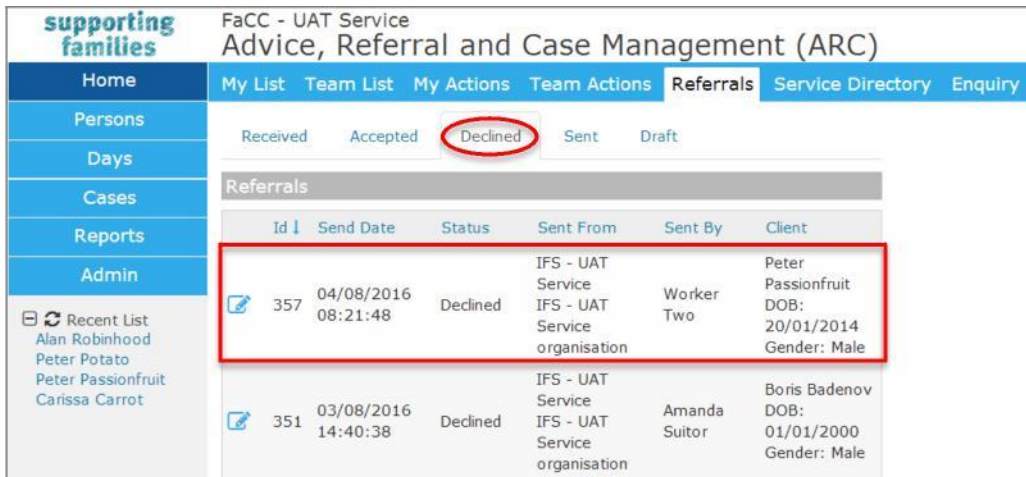 supporting
families
FaCC - UAT Service
Advice, Referral and Case Management (ARC)
Home
Persons
Days
Cases
Reports
Admin
Recent List
Alan Robinhood
Peter Potato
Peter Passionfruit
Carissa Carrot
My List Team List My Actions Team Actions Referrals Service Directory Enquiry
Received Accepted Declined Sent Draft
Referrals
Id Send Date Status Sent From Sent By Client
357
04/08/2016
08:21:48
Declined
IFS - UAT
Service
IFS - UAT
Service
organisation
Worker
Two
Peter
Passionfruit
DOB:
20/01/2014
Gender: Male
351
03/08/2016
14:40:38
Declined
IFS - UAT
Service
IFS - UAT
Service
organisation
Amanda
Suitor
Boris Badenov
DOB:
01/01/2000
Gender: Male